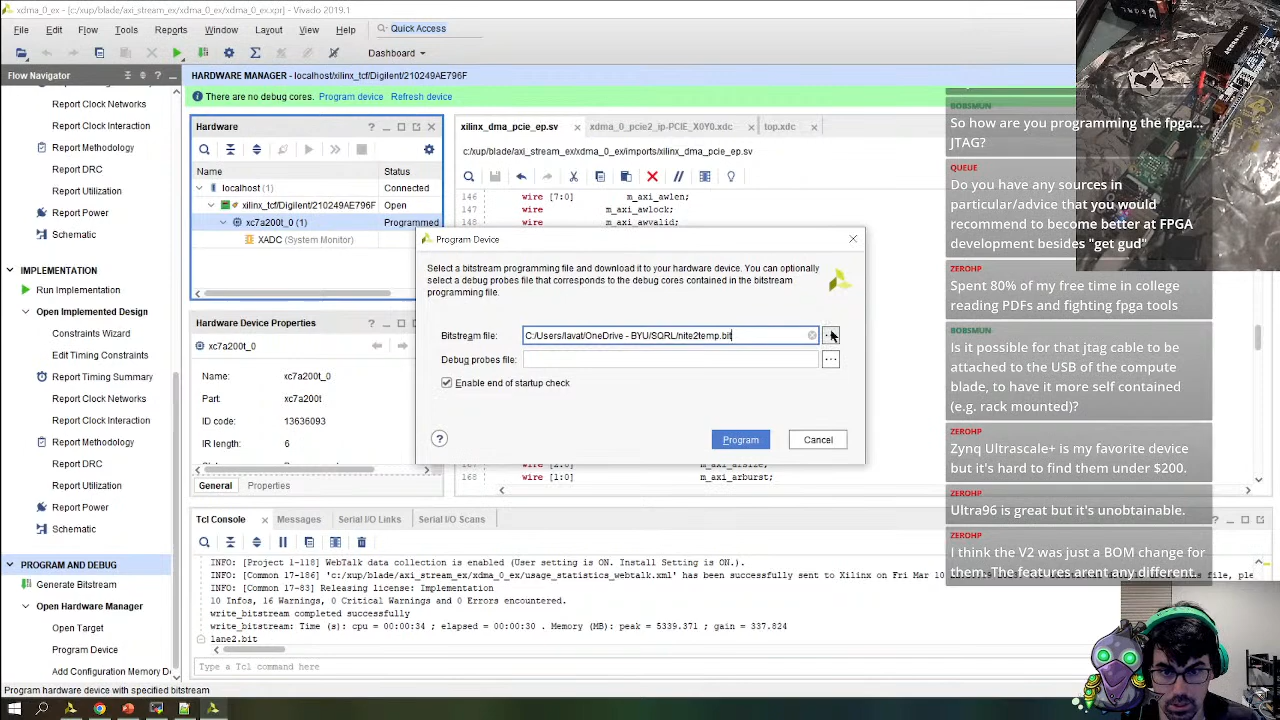 xdma_0_ex - [c:/xup/blade/axi_stream_ex/xdma_0_ex/xdma_0_ex.xpr] - Vivado 2019.1
File Edit Flow Tools Reports Window Layout View Help Quick Access
Dashboard
Flow Navigator
Report Clock Networks
Report Clock Interaction
Report Methodology
Report DRC
Report Utilization
Report Power
Schematic
IMPLEMENTATION
Run Implementation
Open Implemented Design
Constraints Wizard
Edit Timing Constraints
Report Timing Summary
Report Clock Networks
Report Clock Interaction
Report Methodology
Report DRC
Report Utilization
Report Power
Schematic
PROGRAM AND DEBUG
Generate Bitstream
Open Hardware Manager
Open Target
Program Device
Add Configuration Memory D
Program hardware device with specified bitstream
HARDWARE MANAGER - localhost/xilinx_tcf/Digilent/210249AE796F
There are no debug cores. Program device Refresh device
Hardware
Name Status
localhost (1) Connected
xilinx_tcf/Digilent/210249AE796F Open
xc7a200t_0 (1) Programmed
XADC (System Monitor)
Hardware Device Properties
xc7a200t_0
Name: xc7a200t_0
Part: xc7a200t
ID code: 13636093
IR length: 6
General Properties
xilinx_dma_pcie_ep.sv xdma_0_pcie2_ip-PCIE_X0Y0.xdc top.xdc
c:/xup/blade/axi_stream_ex/xdma_0_ex/imports/xilinx_dma_pcie_ep.sv
146 wire [7:0] m_axi_awlen;
147 wire m_axi_awlock;
148 wire m_axi_awvalid;
168 wire [1:0] m_axi_arburst;
Program Device
Select a bitstream programming file and download it to your hardware device. You can optionally
select a debug probes file that corresponds to the debug cores contained in the bitstream
programming file.
Bitstream file: C:/Users/lavat/OneDrive - BYU/SQRL/nite2temp.bit
Debug probes file:
Enable end of startup check
Program Cancel
Tcl Console Messages Serial I/O Links Serial I/O Scans
INFO: [Project 1-118] WebTalk data collection is enabled (User setting is ON. Install Setting is ON.).
INFO: [Common 17-186] 'c:/xup/blade/axi_stream_ex/xdma_0_ex/usage_statistics_webtalk.xml' has been successfully sent to Xilinx on Fri Mar 10
INFO: [Common 17-83] Releasing license: Implementation
10 Infos, 16 Warnings, 0 Critical Warnings and 0 Errors encountered.
write_bitstream completed successfully
write_bitstream: Time (s): cpu = 00:00:34 ; elapsed = 00:00:30 . Memory (MB): peak = 5339.371 ; gain = 337.824
lane2.bit
Type a Tcl command here
BOBSMUN
So how are you programming the fpga...
JTAG?
QUEUE
Do you have any sources in
particular/advice that you would
recommend to become better at FPGA
development besides "get gud"
ZEROHP
Spent 80% of my free time in college
reading PDFs and fighting fpga tools
BOBSMUN
Is it possible for that jtag cable to be
attached to the USB of the compute
blade, to have it more self contained
(e.g. rack mounted)?
ZEROHP
Zynq Ultrascale+ is my favorite device
but it's hard to find them under $200.
ZEROHP
Ultra96 is great but it's unobtainable.
ZEROHP
I think the V2 was just a BOM change for
them. The features arent any different